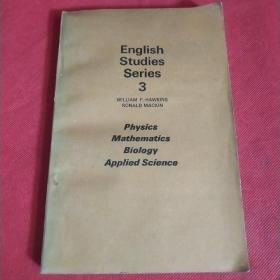 English
Studies
Series
3
WILLIAM F. HAWKINS
RONALD MACKIN
Physics
Mathematics
Biology
Applied Science